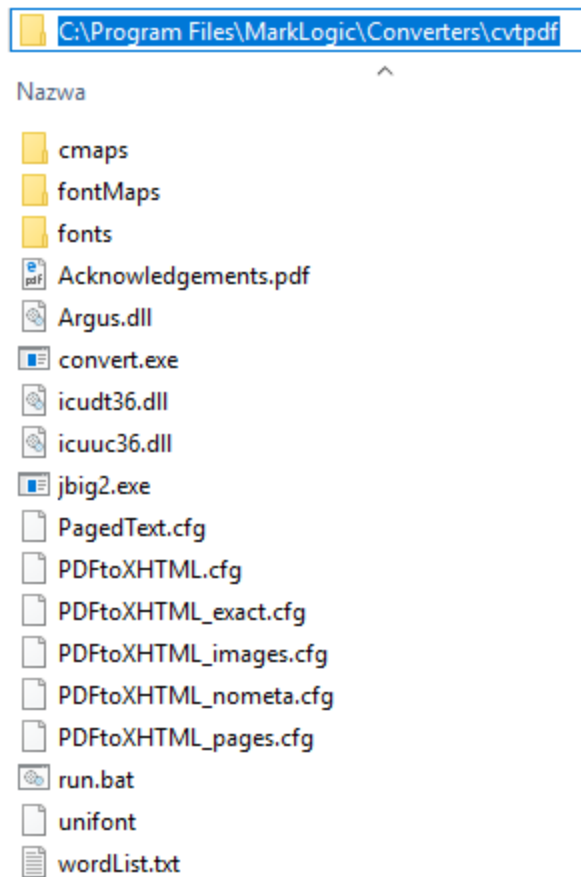 C:\Program Files\MarkLogic\Converters\cvtpdf
Nazwa
cmaps
fontMaps
fonts
Acknowledgements.pdf
Argus.dll
convert.exe
icudt36.dll
icuuc36.dll
jbig2.exe
PagedText.cfg
PDFtoXHTML.cfg
PDFtoXHTML_exact.cfg
PDFtoXHTML_images.cfg
PDFtoXHTML_nometa.cfg
PDFtoXHTML_pages.cfg
run.bat
unifont
wordList.txt